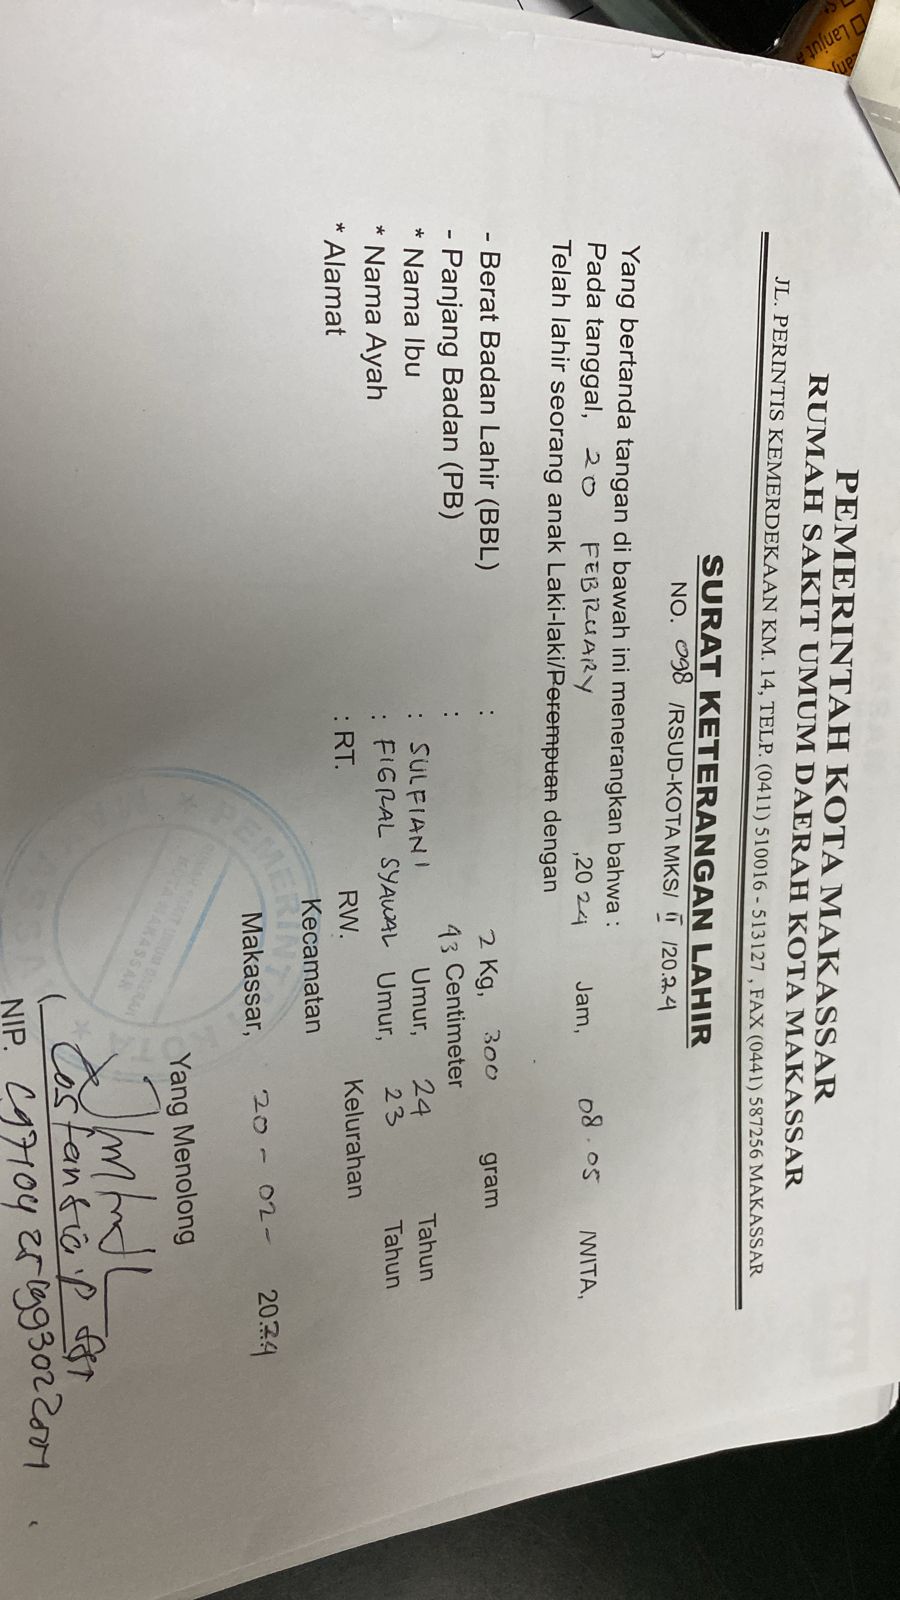 PEMERINTAH KOTA MAKASSAR
RUMAH SAKIT UMUM DAERAH KOTA MAKASSAR
JL. PERINTIS KEMERDEKAAN KM. 14, TELP. (0411) 510016 - 513127 , FAX (0441) 587256 MAKASSAR
SURAT KETERANGAN LAHIR
NO. 098 /RSUD-KOTA MKS/ II /20.24
Yang bertanda tangan di bawah ini menerangkan bahwa :
Pada tanggal, 20 FEBRUARY ,2024 Jam, 08.05 /WITA,
Telah lahir seorang anak Laki-laki/Perempuan dengan
- Berat Badan Lahir (BBL) : 2 Kg, 300 gram
- Panjang Badan (PB) : 43 Centimeter
* Nama Ibu : SULFIANI Umur, 24 Tahun
* Nama Ayah : FIGRAL SYAWAL Umur, 23 Tahun
* Alamat : RT. RW. Kelurahan
Kecamatan
Makassar, 20 - 02 - 2024
Yang Menolong
Costansia .P SST
NIP.
PEMERINTAH KOTA MAKASSAR
RUMAH SAKIT UMUM DAERAH
KOTA MAKASSAR
Lanjut